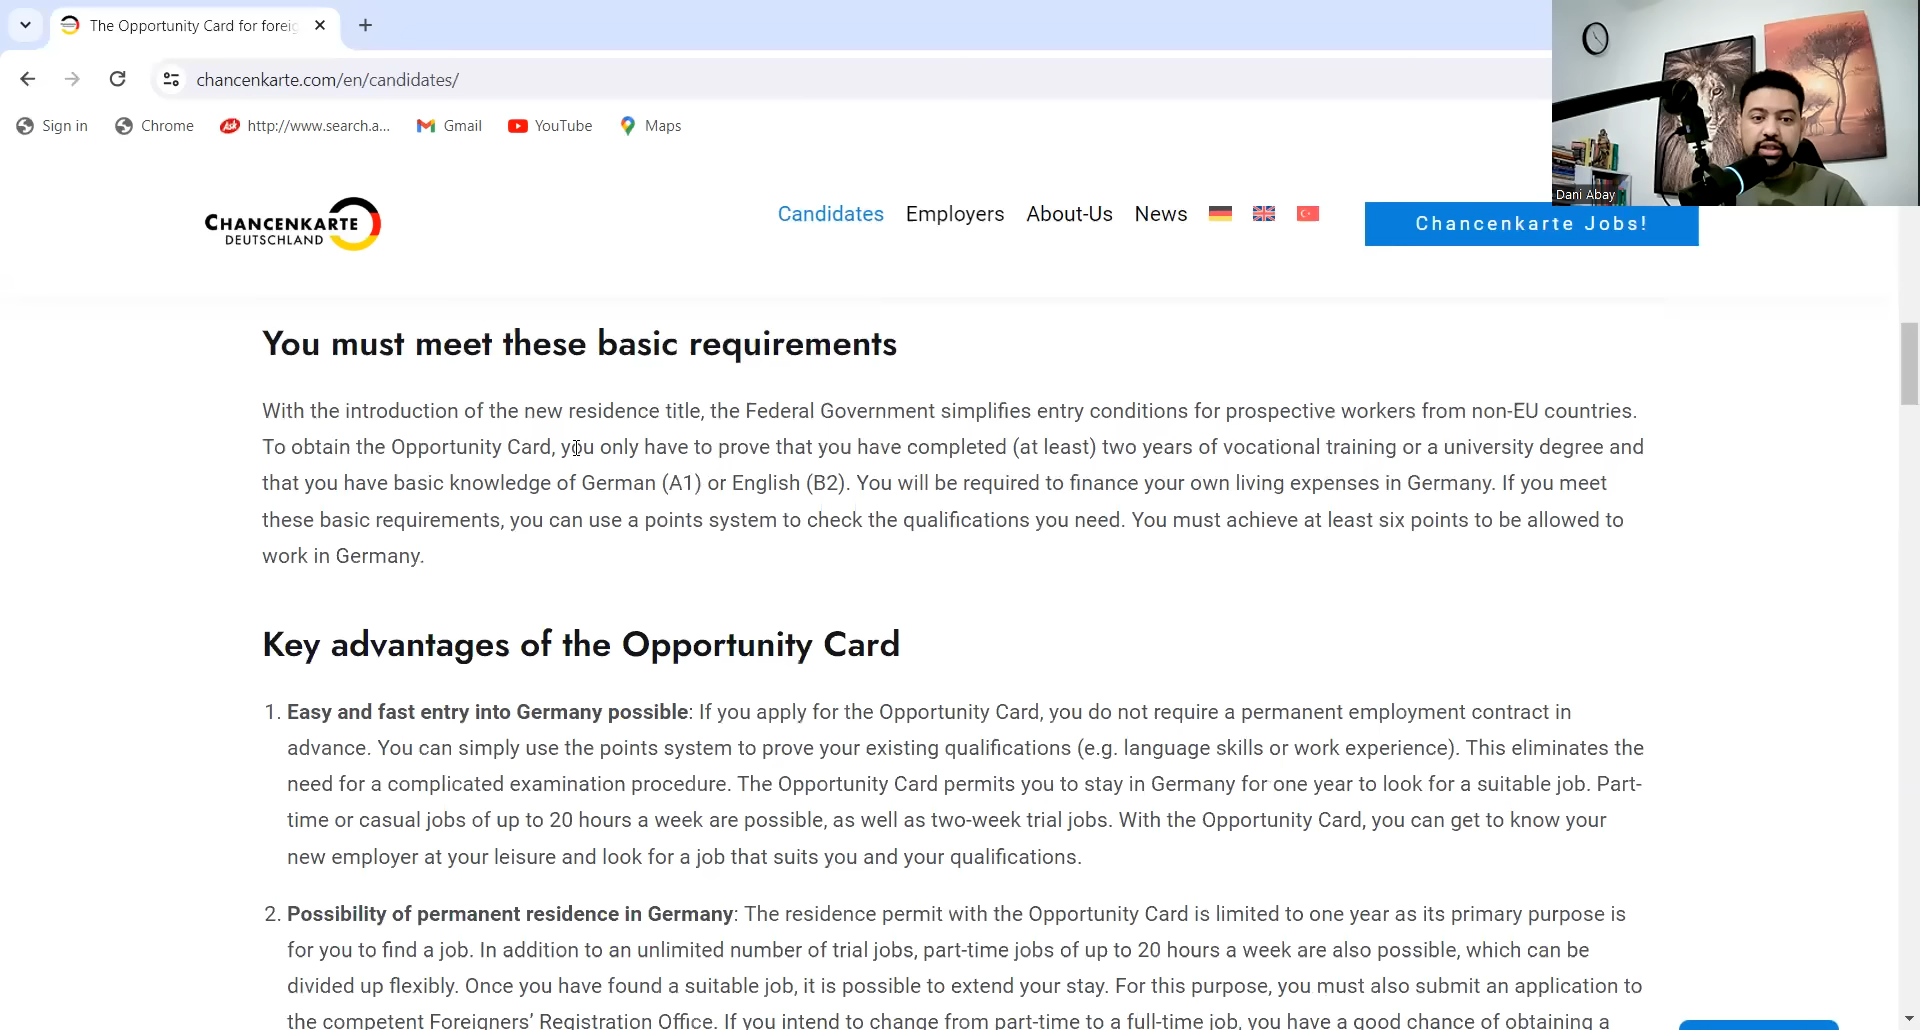 The Opportunity Card for foreig
chancenkarte.com/en/candidates/
Sign in
Chrome
Ask
http://www.search.a...
Gmail
YouTube
Maps
Dani Abay
CHANCENKARTE
DEUTSCHLAND
Candidates
Employers
About-Us
News
Chancenkarte Jobs!
You must meet these basic requirements
With the introduction of the new residence title, the Federal Government simplifies entry conditions for prospective workers from non-EU countries.
To obtain the Opportunity Card, you only have to prove that you have completed (at least) two years of vocational training or a university degree and
that you have basic knowledge of German (A1) or English (B2). You will be required to finance your own living expenses in Germany. If you meet
these basic requirements, you can use a points system to check the qualifications you need. You must achieve at least six points to be allowed to
work in Germany.
Key advantages of the Opportunity Card
1. Easy and fast entry into Germany possible: If you apply for the Opportunity Card, you do not require a permanent employment contract in
advance. You can simply use the points system to prove your existing qualifications (e.g. language skills or work experience). This eliminates the
need for a complicated examination procedure. The Opportunity Card permits you to stay in Germany for one year to look for a suitable job. Part-
time or casual jobs of up to 20 hours a week are possible, as well as two-week trial jobs. With the Opportunity Card, you can get to know your
new employer at your leisure and look for a job that suits you and your qualifications.
2. Possibility of permanent residence in Germany: The residence permit with the Opportunity Card is limited to one year as its primary purpose is
for you to find a job. In addition to an unlimited number of trial jobs, part-time jobs of up to 20 hours a week are also possible, which can be
divided up flexibly. Once you have found a suitable job, it is possible to extend your stay. For this purpose, you must also submit an application to
the competent Foreigners' Registration Office. If you intend to change from part-time to a full-time job, you have a good chance of obtaining a